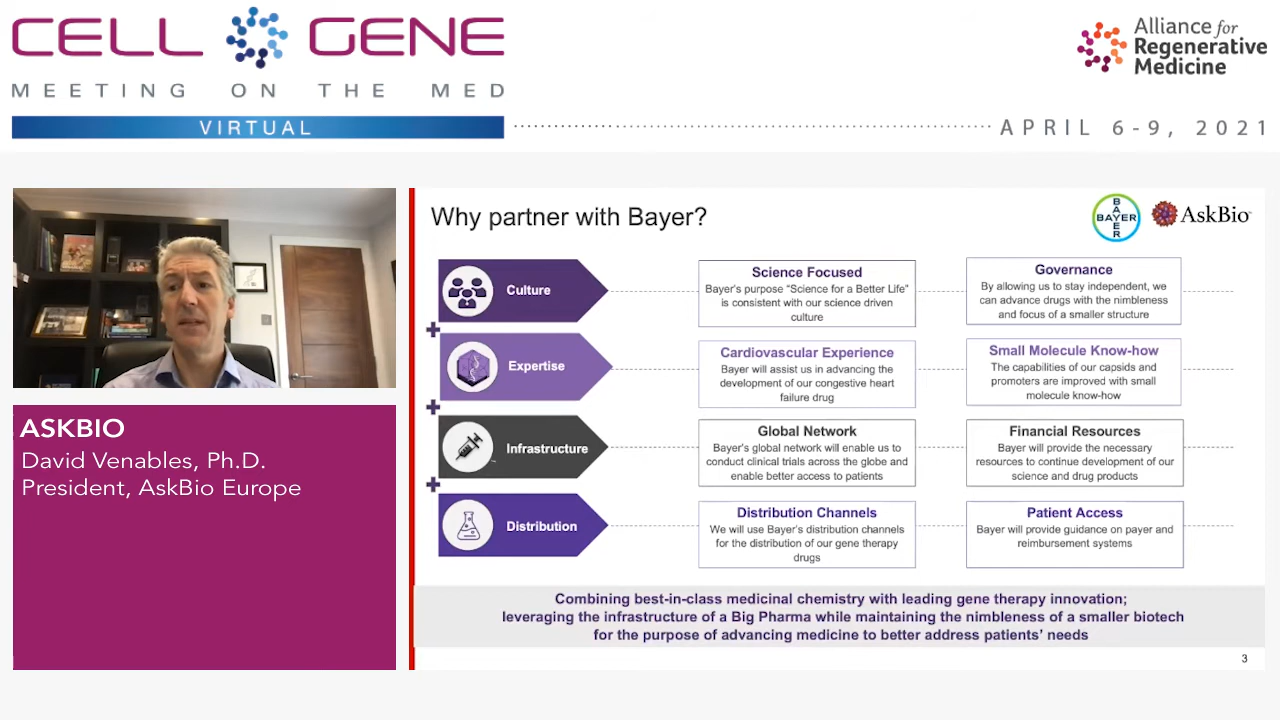 CELL GENE
MEETING ON THE MED
VIRTUAL
Alliance for
Regenerative
Medicine
APRIL 6-9, 2021
ASKBIO
David Venables, Ph.D.
President, AskBio Europe
Why partner with Bayer?
BAYER
BAYER
AskBio
Culture
Science Focused
Bayer's purpose “Science for a Better Life”
is consistent with our science driven
culture
Governance
By allowing us to stay independent, we
can advance drugs with the nimbleness
and focus of a smaller structure
+
Expertise
Cardiovascular Experience
Bayer will assist us in advancing the
development of our congestive heart
failure drug
Small Molecule Know-how
The capabilities of our capsids and
promoters are improved with small
molecule know-how
+
Infrastructure
Global Network
Bayer's global network will enable us to
conduct clinical trials across the globe and
enable better access to patients
Financial Resources
Bayer will provide the necessary
resources to continue development of our
science and drug products
+
Distribution
Distribution Channels
We will use Bayer's distribution channels
for the distribution of our gene therapy
drugs
Patient Access
Bayer will provide guidance on payer and
reimbursement systems
Combining best-in-class medicinal chemistry with leading gene therapy innovation;
leveraging the infrastructure of a Big Pharma while maintaining the nimbleness of a smaller biotech
for the purpose of advancing medicine to better address patients' needs
3